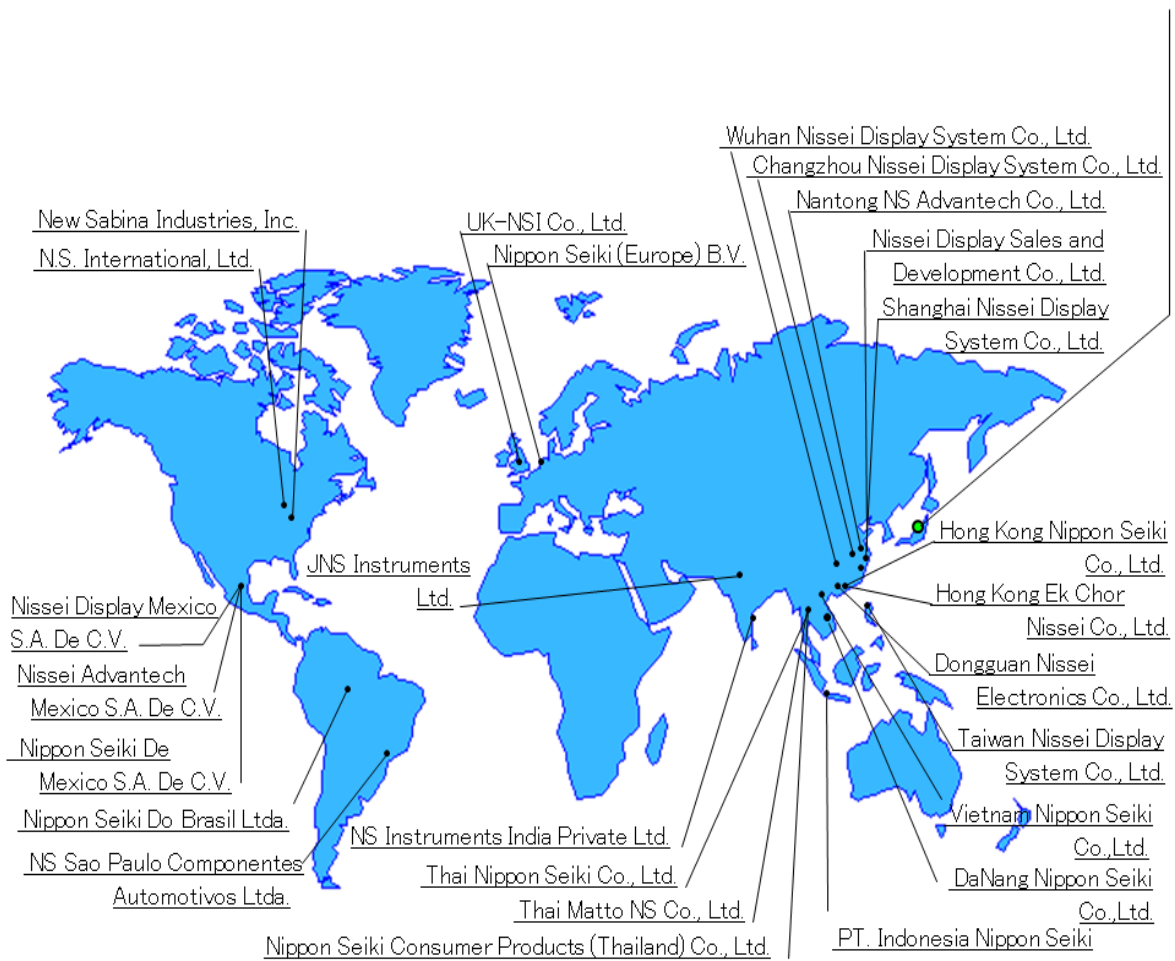 Wuhan Nissei Display System Co., Ltd.
Changzhou Nissei Display System Co., Ltd.
Nantong NS Advantech Co., Ltd.
Nissei Display Sales and
Development Co., Ltd.
Shanghai Nissei Display
System Co., Ltd.
New Sabina Industries, Inc.
N.S. International, Ltd.
UK-NSI Co., Ltd.
Nippon Seiki (Europe) B.V.
JNS Instruments
Ltd.
Hong Kong Nippon Seiki
Co., Ltd.
Hong Kong Ek Chor
Nissei Co., Ltd.
Dongguan Nissei
Electronics Co., Ltd.
Taiwan Nissei Display
System Co., Ltd.
Vietnam Nippon Seiki
Co.,Ltd.
DaNang Nippon Seiki
Co.,Ltd.
PT. Indonesia Nippon Seiki
Nissei Display Mexico
S.A. De C.V.
Nissei Advantech
Mexico S.A. De C.V.
Nippon Seiki De
Mexico S.A. De C.V.
Nippon Seiki Do Brasil Ltda.
NS Sao Paulo Componentes
Automotivos Ltda.
NS Instruments India Private Ltd.
Thai Nippon Seiki Co., Ltd.
Thai Matto NS Co., Ltd.
Nippon Seiki Consumer Products (Thailand) Co., Ltd.